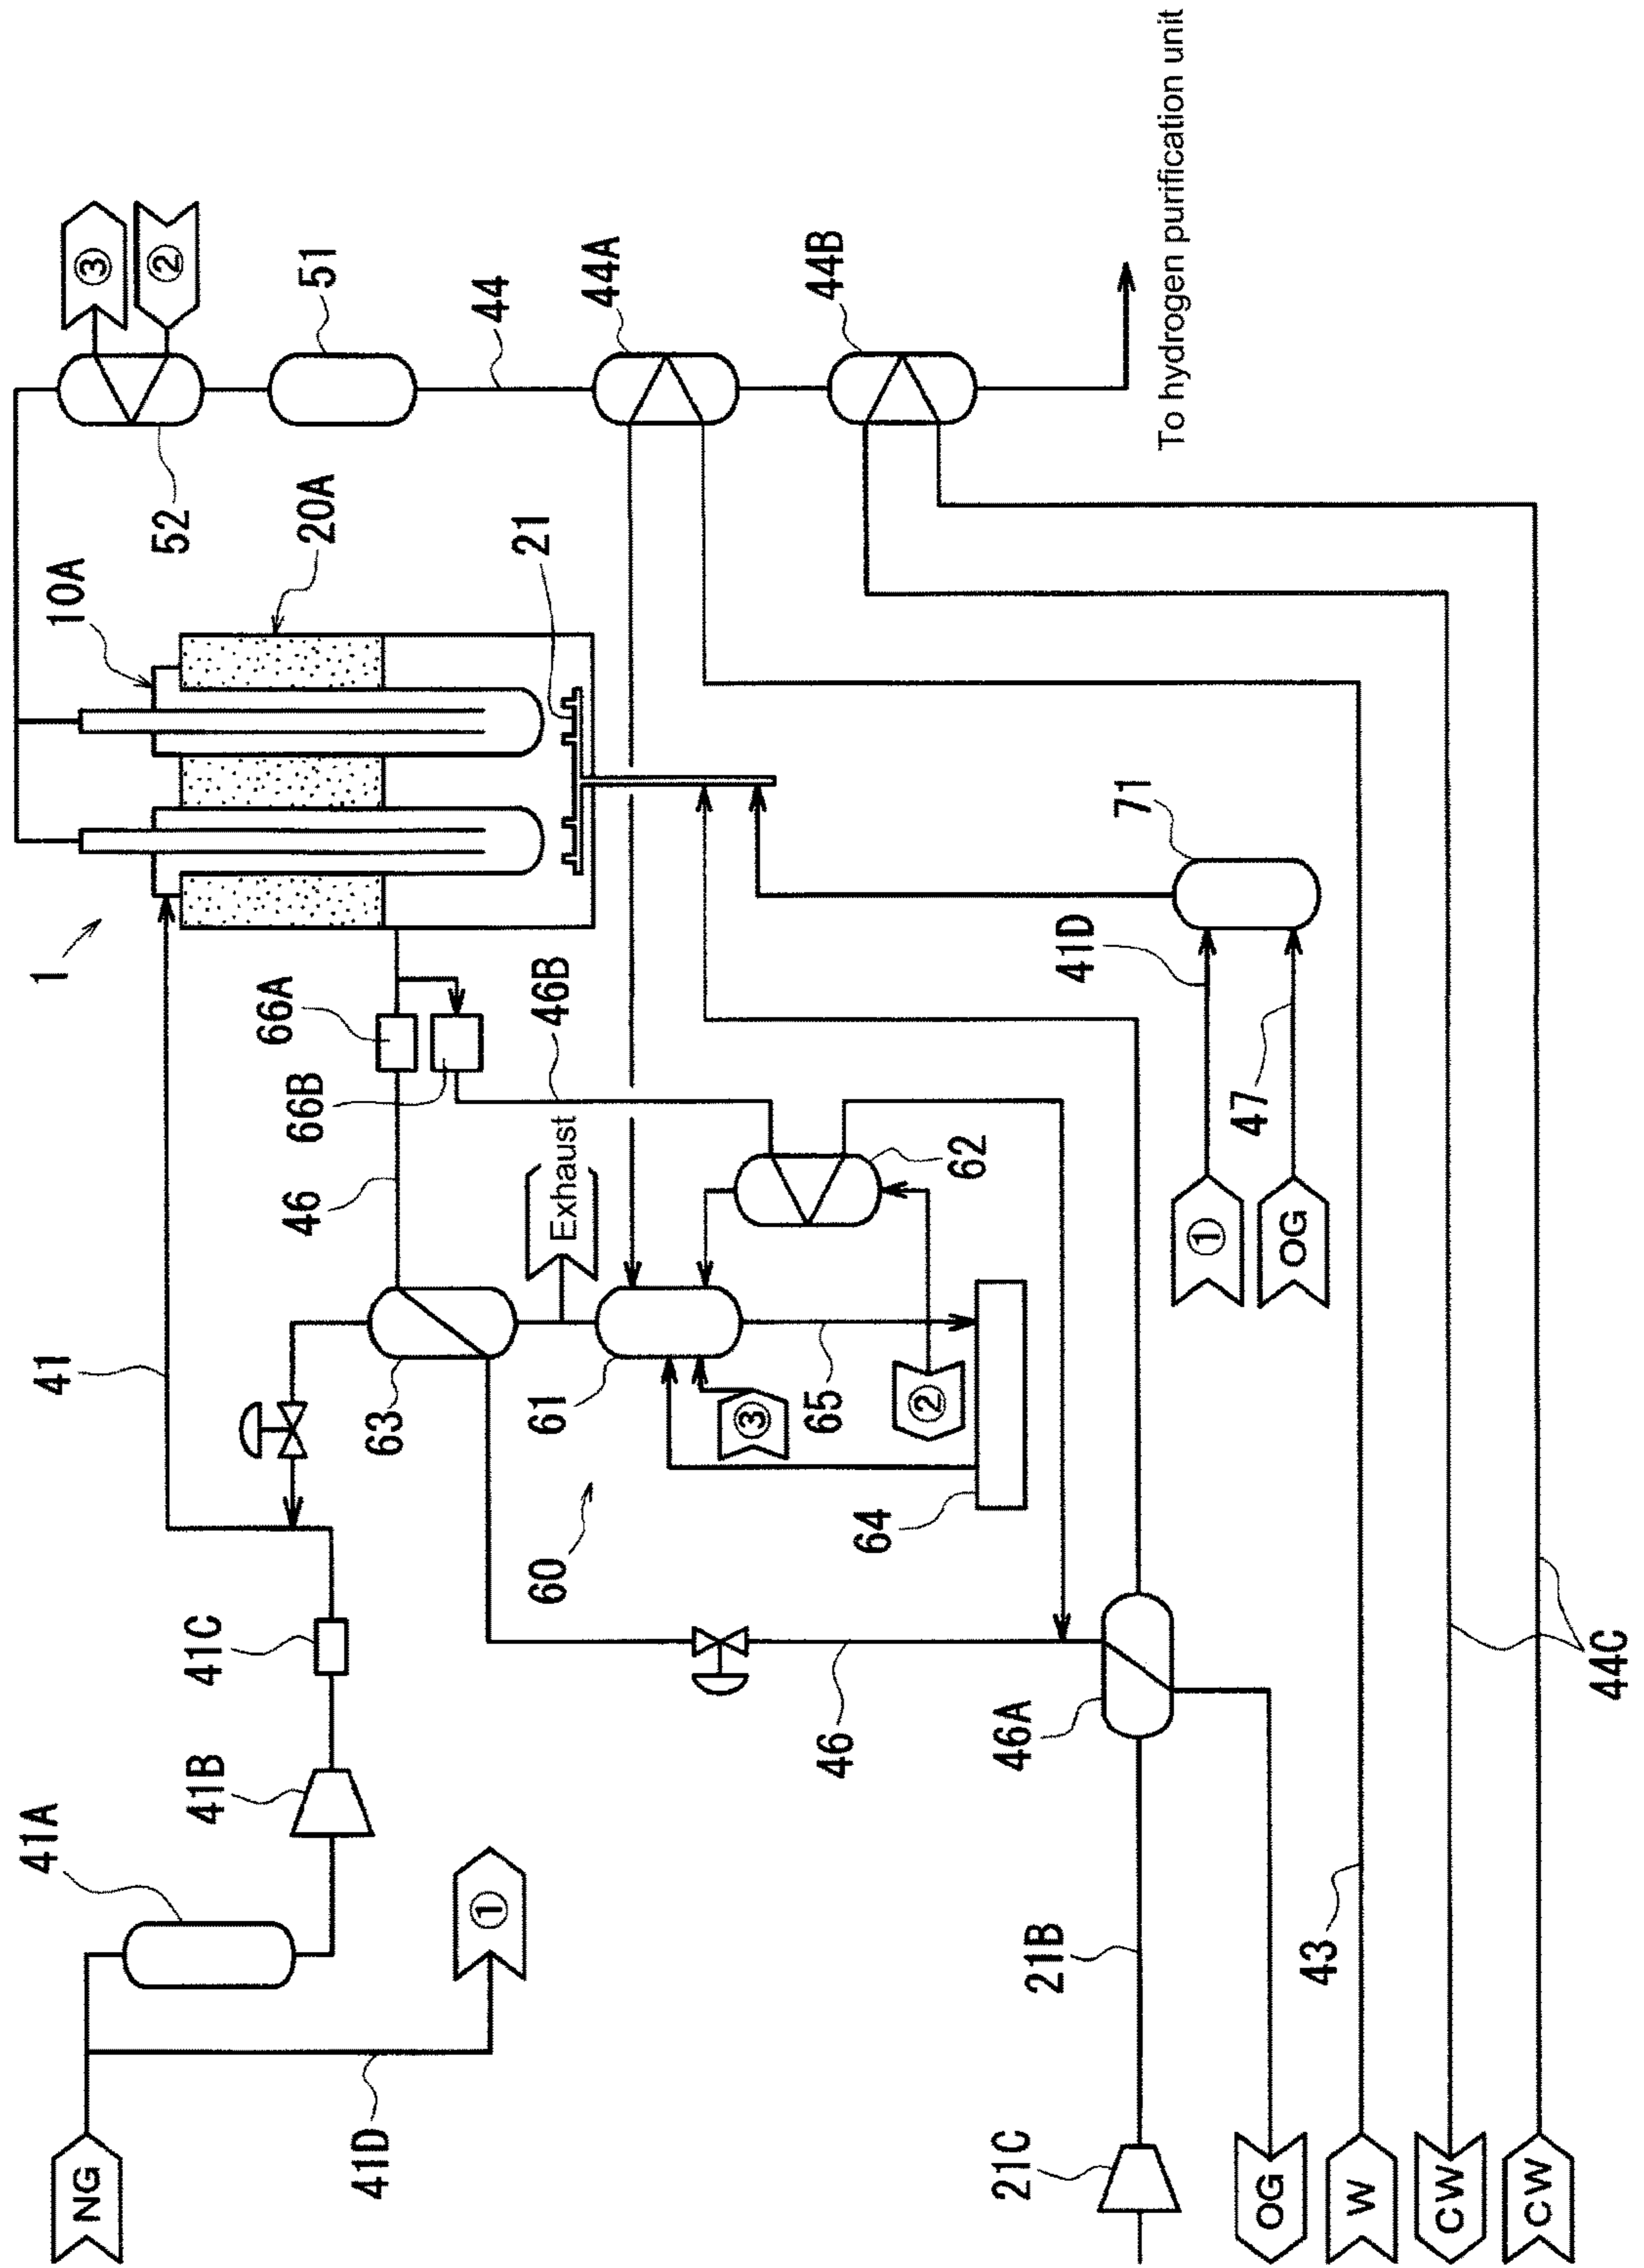 41A
41
1
10A
NG
③
②
52
41B
41C
66A
46
66B
20A
51
41D
63
①
44
21
60
61
46B
Exhaust
44A
③
65
44B
46
64
②
62
21C
46A
21B
41D
71
To hydrogen purification unit
①
47
OG
OG
43
W
CW
CW
44C